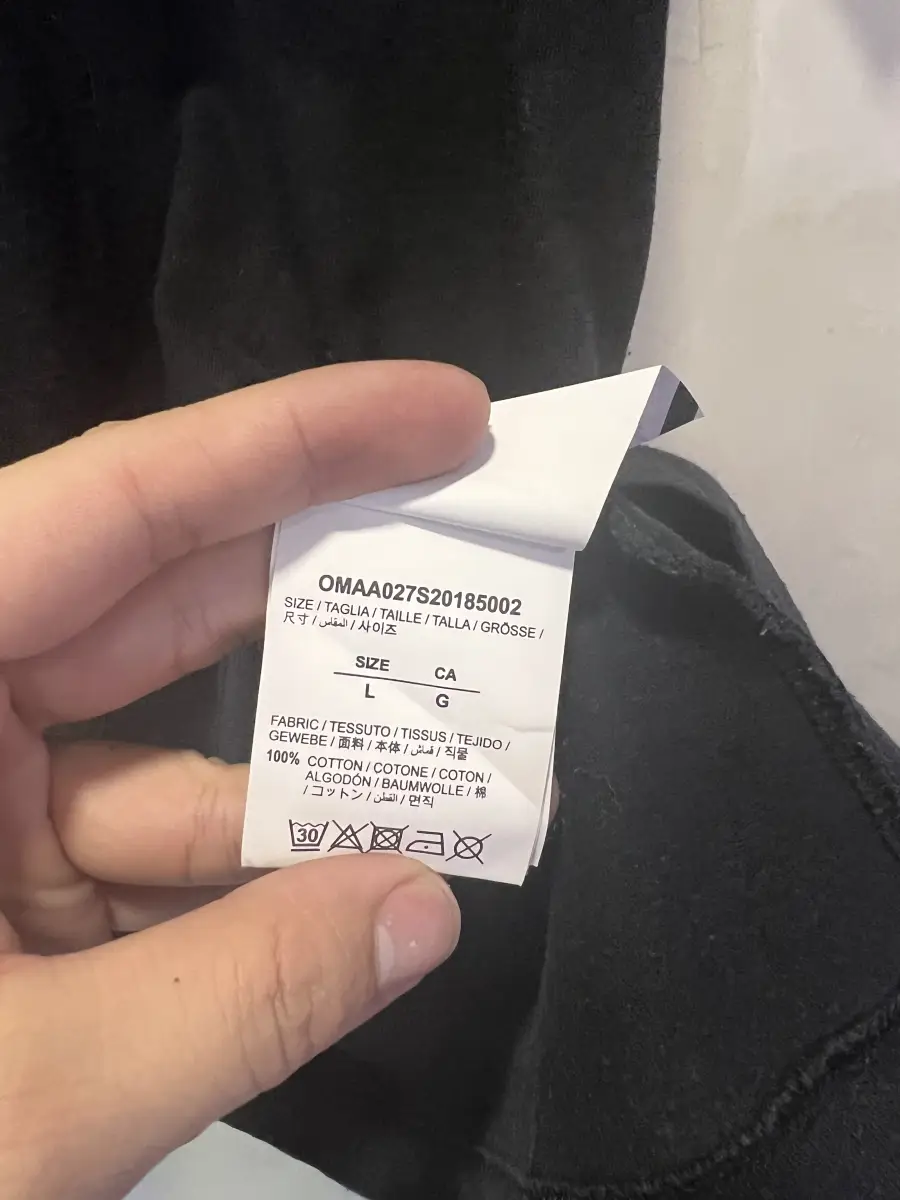 OMAA027S20185002
SIZE / TAGLIA / TAILLE / TALLA / GRÖSSE /
尺寸 / المقاس / 사이즈
SIZE CA
L G
FABRIC / TESSUTO / TISSUS / TEJIDO /
GEWEBE / 面料 / 本体 / قماش / 직물
100% COTTON / COTONE / COTON /
ALGODÓN / BAUMWOLLE / 棉
/ コットン / القطن / 면직
30